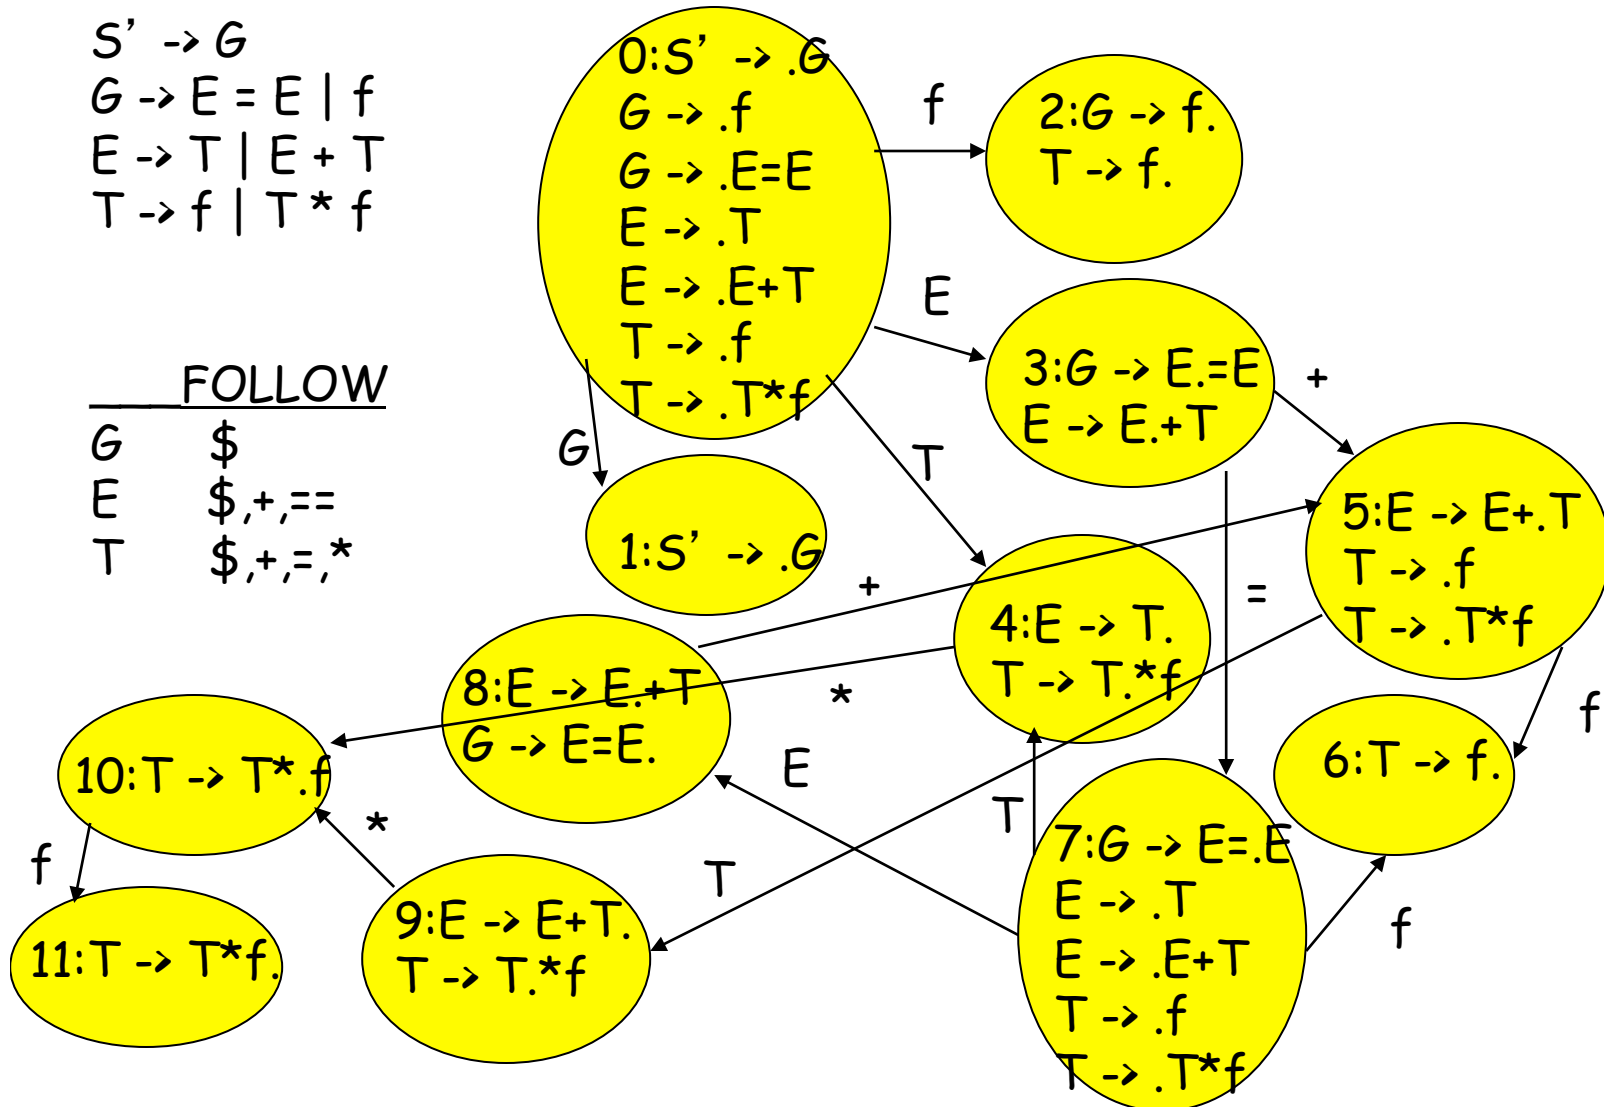 S’ -> G
G -> E = E | f
E -> T | E + T
T -> f | T * f
FOLLOW
G $
E $,+,==
T $,+,=,*
0:S’ -> .G
G -> .f
G -> .E=E
E -> .T
E -> .E+T
T -> .f
T -> .T*f
f
2:G -> f.
T -> f.
E
3:G -> E.=E
E -> E.+T
+
G
T
1:S’ -> .G
5:E -> E+.T
T -> .f
T -> .T*f
+
=
4:E -> T.
T -> T.*f
8:E -> E.+T
G -> E=E.
*
f
10:T -> T*.f
E
6:T -> f.
*
T
7:G -> E=.E
E -> .T
E -> .E+T
T -> .f
T -> .T*f
f
T
f
9:E -> E+T.
T -> T.*f
11:T -> T*f.